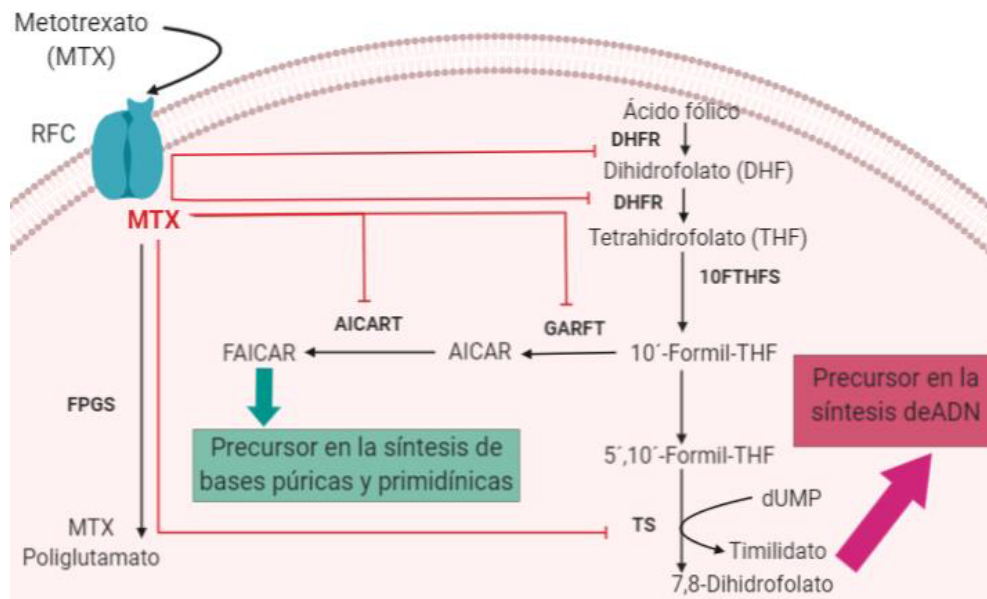 Metotrexato
(MTX)
RFC
MTX
Ácido fólico
DHFR
Dihidrofolato (DHF)
DHFR
Tetrahidrofolato (THF)
10FTHFS
AICART
GARFT
FAICAR
AICAR
10´-Formil-THF
Precursor en la
síntesis deADN
FPGS
Precursor en la síntesis de
bases púricas y primidínicas
5´,10´-Formil-THF
dUMP
MTX
Poliglutamato
TS
Timilidato
7,8-Dihidrofolato